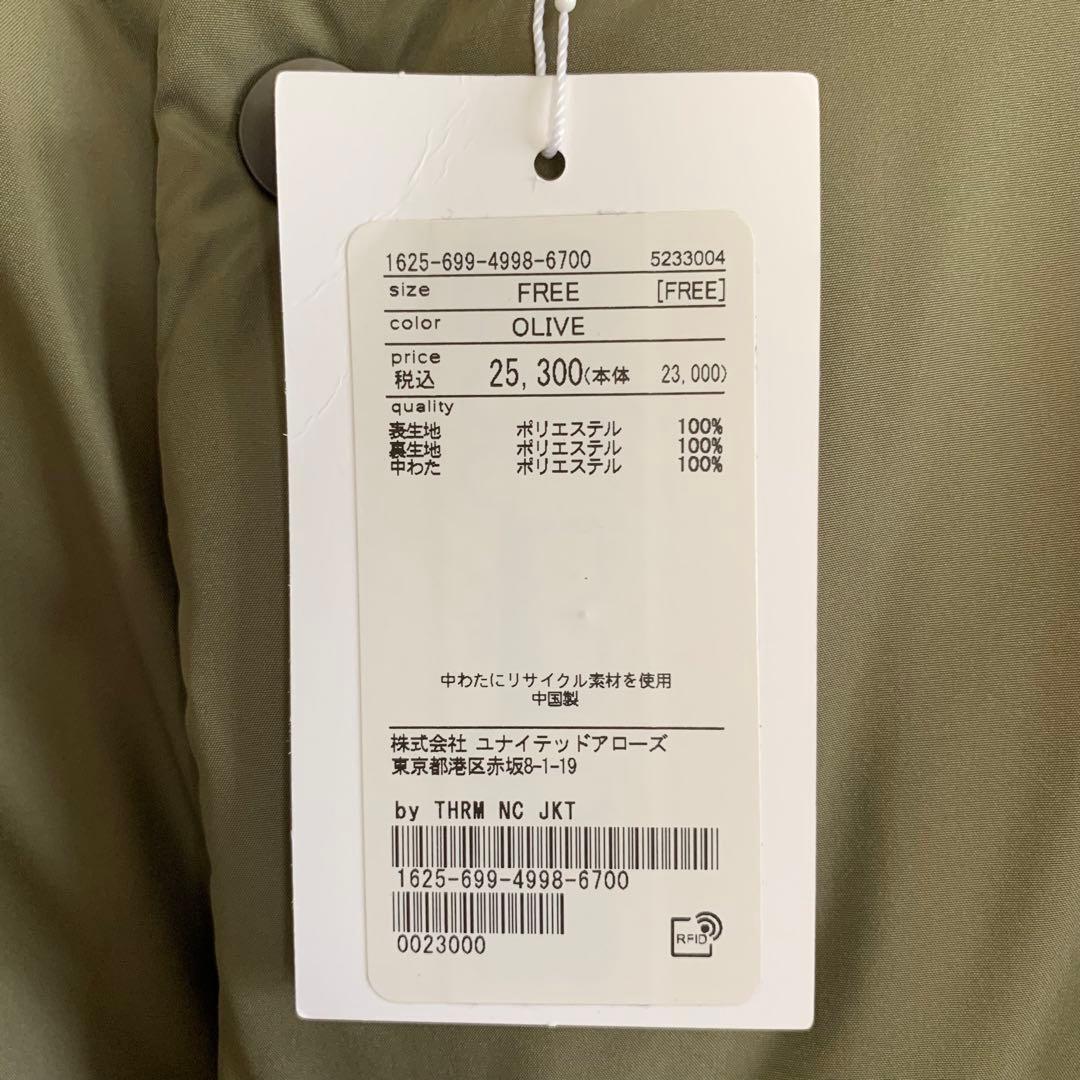 1625-699-4998-6700 5233004
size FREE [FREE]
color OLIVE
price
税込 25,300(本体 23,000)
quality
表生地 ポリエステル 100%
裏生地 ポリエステル 100%
中わた ポリエステル 100%
中わたにリサイクル素材を使用
中国製
株式会社 ユナイテッドアローズ
東京都港区赤坂8-1-19
by THRM NC JKT
1625-699-4998-6700
0023000
RFID